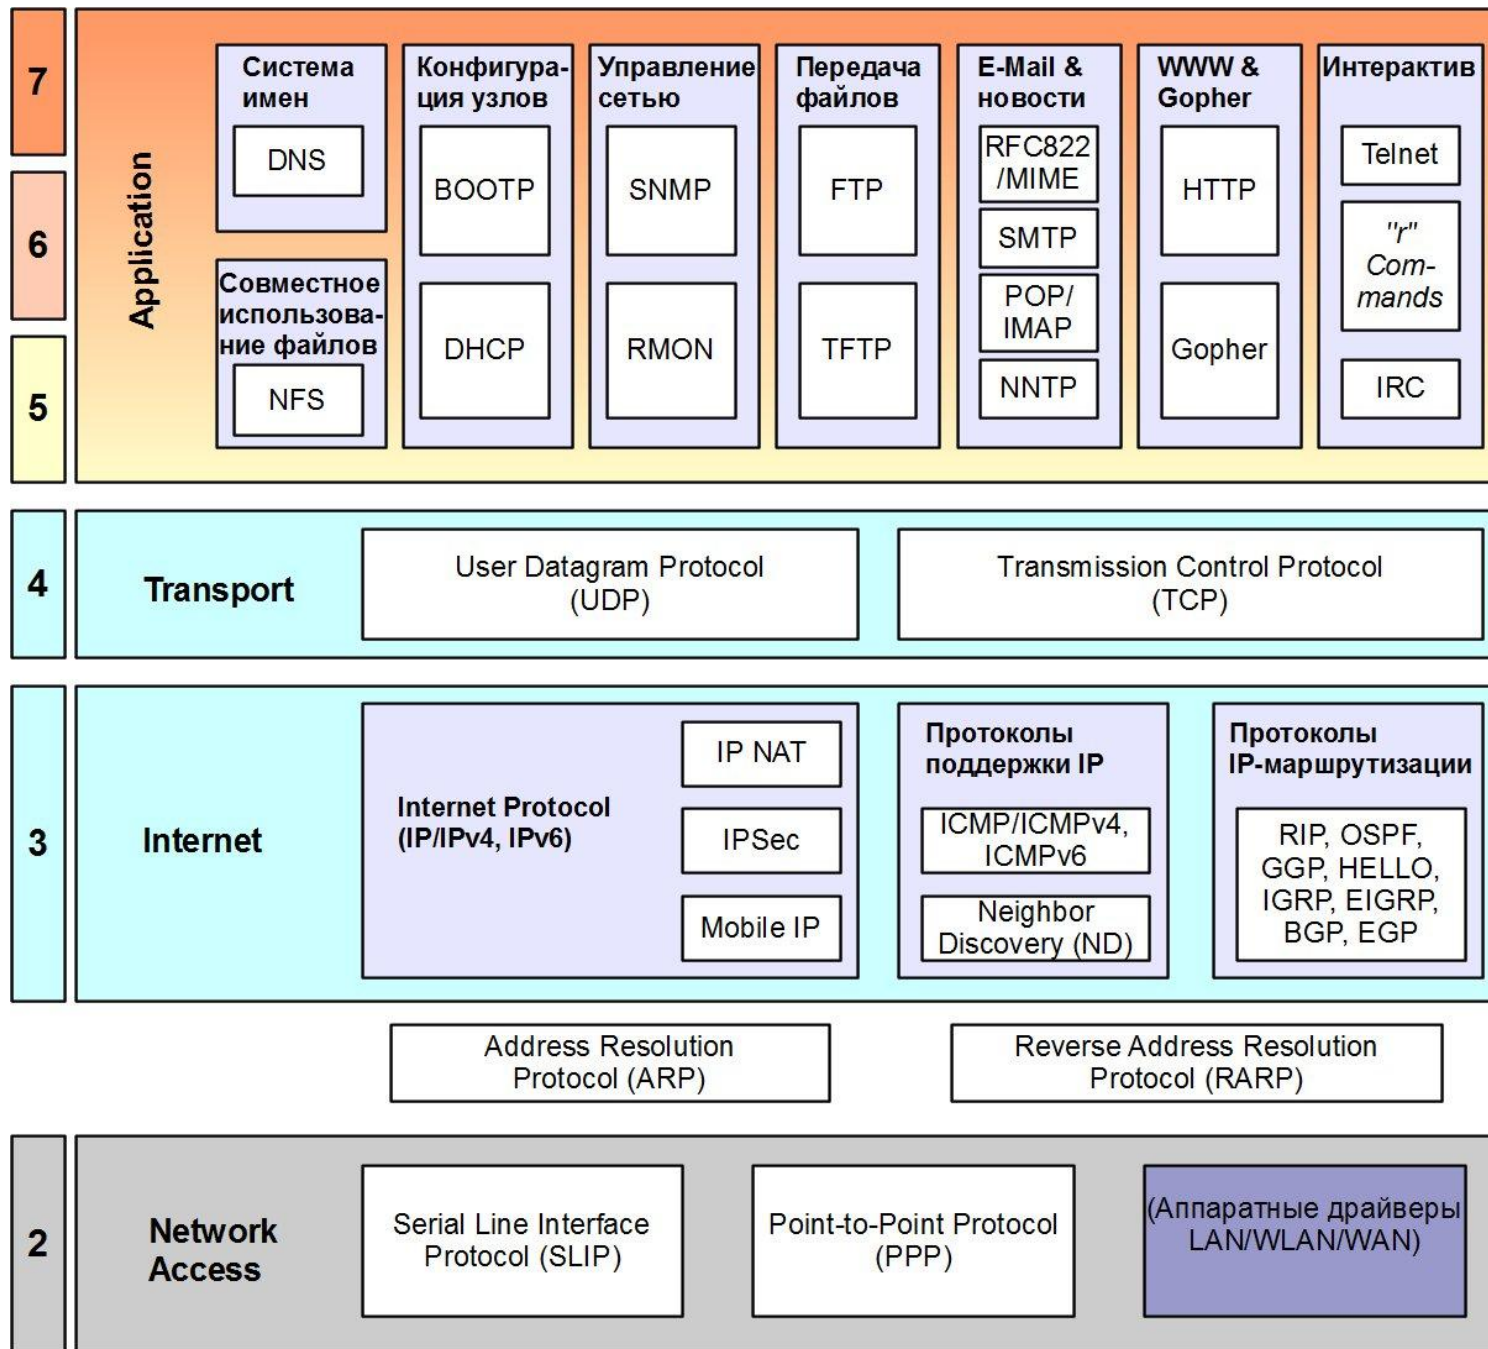 7
6
5
Application
Система
имен
DNS
Совместное
использова-
ние файлов
NFS
Конфигура-
ция узлов
BOOTP
DHCP
Управление
сетью
SNMP
RMON
Передача
файлов
FTP
TFTP
E-Mail &
новости
RFC822
/MIME
SMTP
POP/
IMAP
NNTP
WWW &
Gopher
HTTP
Gopher
Интерактив
Telnet
"r"
Com-
mands
IRC
4
Transport
User Datagram Protocol
(UDP)
Transmission Control Protocol
(TCP)
3
Internet
Internet Protocol
(IP/IPv4, IPv6)
IP NAT
IPSec
Mobile IP
Протоколы
поддержки IP
ICMP/ICMPv4,
ICMPv6
Neighbor
Discovery (ND)
Протоколы
IP-маршрутизации
RIP, OSPF,
GGP, HELLO,
IGRP, EIGRP,
BGP, EGP
Address Resolution
Protocol (ARP)
Reverse Address Resolution
Protocol (RARP)
2
Network
Access
Serial Line Interface
Protocol (SLIP)
Point-to-Point Protocol
(PPP)
(Аппаратные драйверы
LAN/WLAN/WAN)